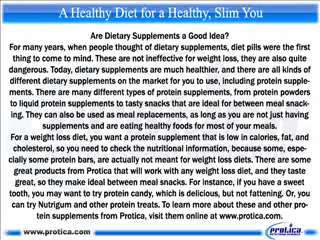 A Healthy Diet for a Healthy, Slim You
Are Dietary Supplements a Good Idea?
For many years, when people thought of dietary supplements, diet pills were the first
thing to come to mind. These are not ineffective for weight loss, they are also quite
dangerous. Today, dietary supplements are much healthier, and there are all kinds of
different dietary supplements on the market for you to use, including protein supple-
ments. There are many different types of protein supplements, from protein powders
to liquid protein supplements to tasty snacks that are ideal for between meal snack-
ing. They can also be used as meal replacements, as long as you are not just having
supplements and are eating healthy foods for most of your meals.
For a weight loss diet, you want a protein supplement that is low in calories, fat, and
cholesterol, so you need to check the nutritional information, because some, espe-
cially some protein bars, are actually not meant for weight loss diets. There are some
great products from Protica that will work with any weight loss diet, and they taste
great, so they make ideal between meal snacks. For instance, if you have a sweet
tooth, you may want to try protein candy, which is delicious, but not fattening. Or, you
can try Nutrigum and other protein treats. To learn more about these and other pro-
tein supplements from Protica, visit them online at www.protica.com.
www.protica.com
protica